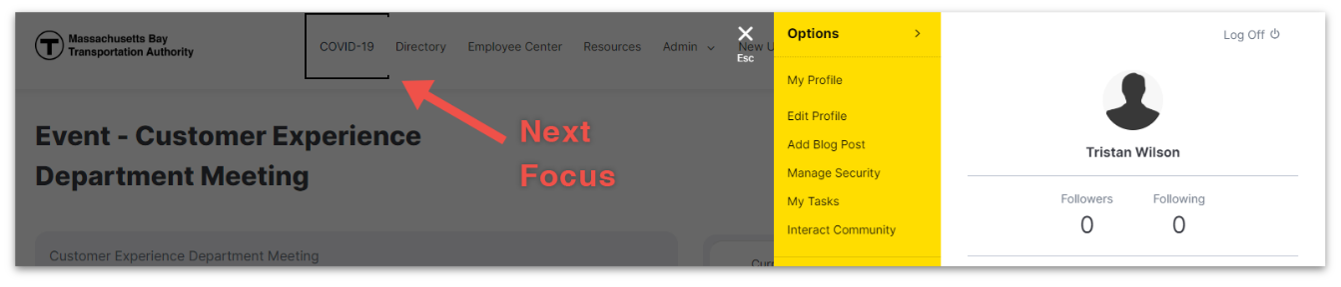 Massachusetts Bay
Transportation Authority
COVID-19 Directory Employee Center Resources Admin New U
Esc
Options
Log Off
My Profile
Edit Profile
Add Blog Post
Manage Security
My Tasks
Interact Community
Tristan Wilson
Followers Following
0 0
Event - Customer Experience
Department Meeting
Next
Focus
Customer Experience Department Meeting
Curr